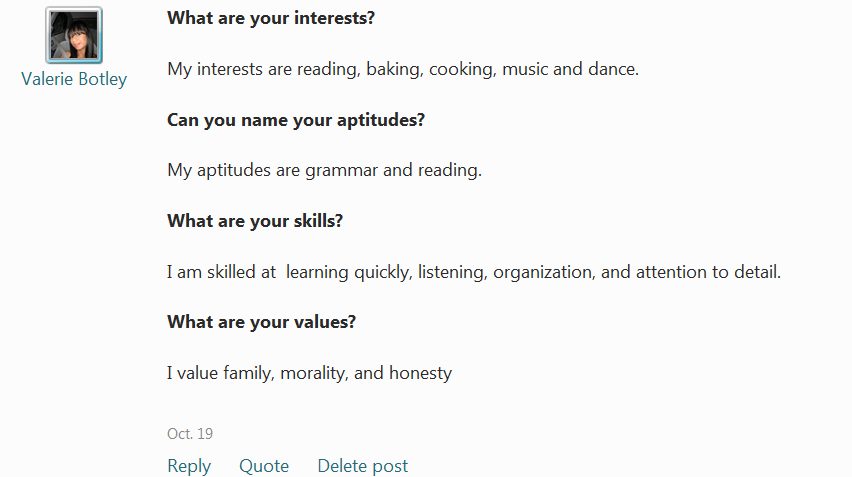 Valerie Botley
What are your interests?
My interests are reading, baking, cooking, music and dance.
Can you name your aptitudes?
My aptitudes are grammar and reading.
What are your skills?
I am skilled at  learning quickly, listening, organization, and attention to detail.
What are your values?
I value family, morality, and honesty
Oct. 19
Reply Quote Delete post